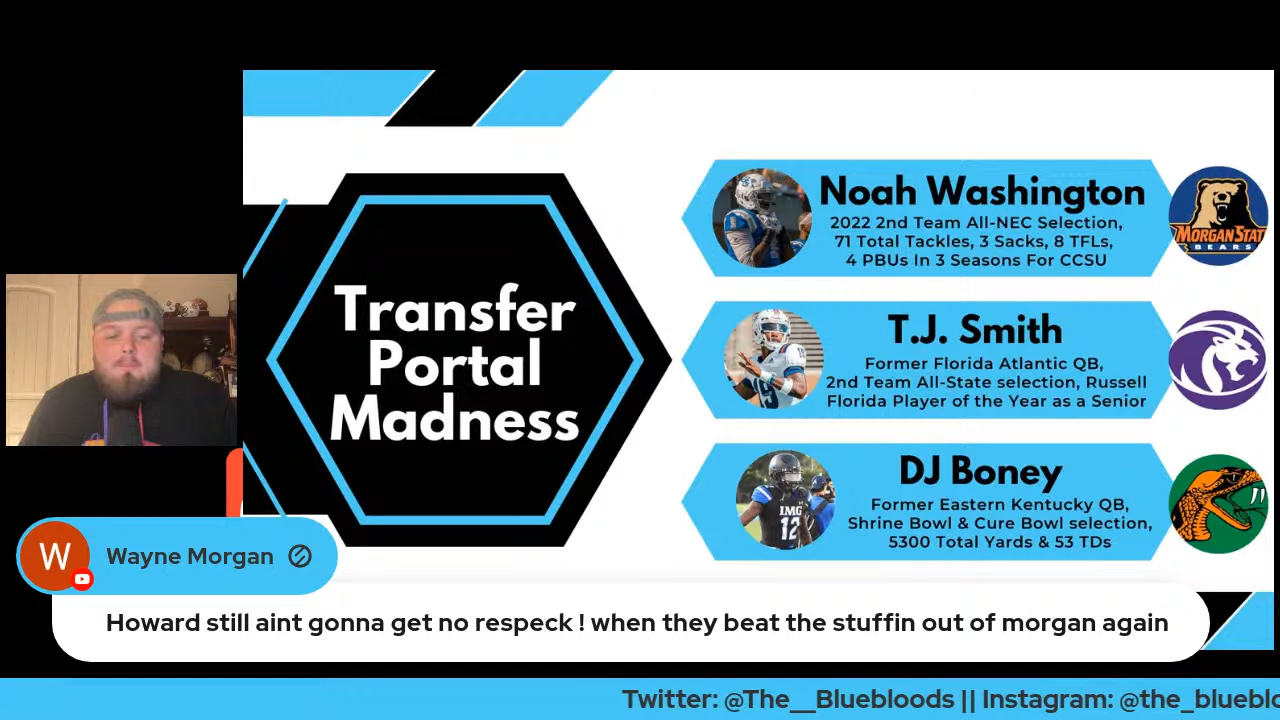 Transfer
Portal
Madness
Noah Washington
2022 2nd Team All-NEC Selection,
71 Total Tackles, 3 Sacks, 8 TFLs,
4 PBUs In 3 Seasons For CCSU
MORGAN STATE
BEARS
T.J. Smith
Former Florida Atlantic QB,
2nd Team All-State selection, Russell
Florida Player of the Year as a Senior
DJ Boney
Former Eastern Kentucky QB,
Shrine Bowl & Cure Bowl selection,
5300 Total Yards & 53 TDs
IMG
12
W
Wayne Morgan
Howard still aint gonna get no respeck ! when they beat the stuffin out of morgan again
Twitter: @The__Bluebloods || Instagram: @the_bluebl